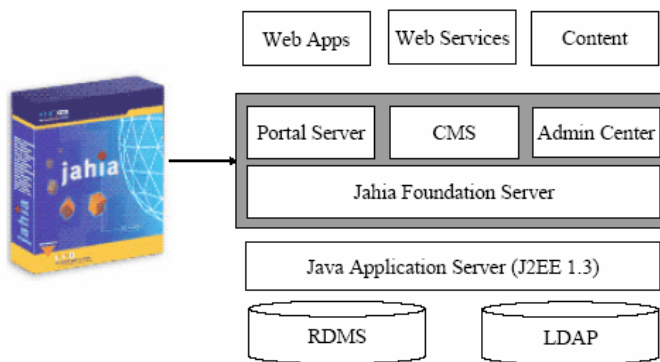 Web Apps
Web Services
Content
Portal Server
CMS
Admin Center
jahia
Jahia Foundation Server
Java Application Server (J2EE 1.3)
RDMS
LDAP